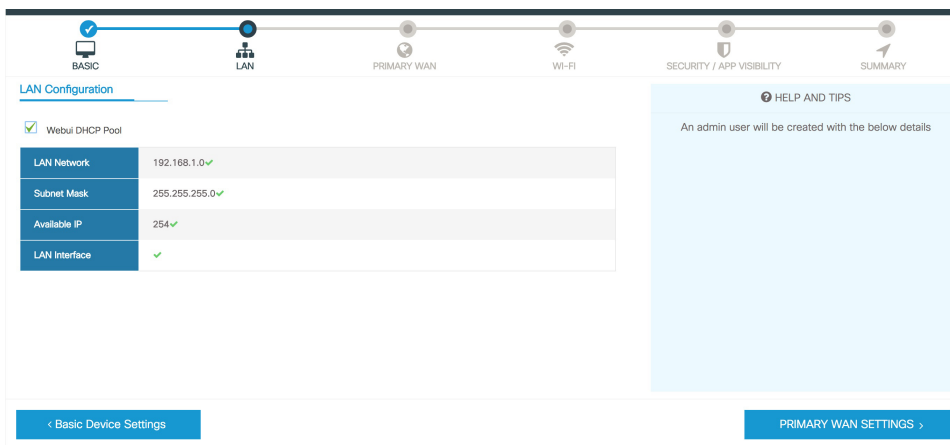 BASIC
LAN
PRIMARY WAN
WI-FI
SECURITY / APP VISIBILITY
SUMMARY
LAN Configuration
HELP AND TIPS
An admin user will be created with the below details
Webui DHCP Pool
LAN Network 192.168.1.0
Subnet Mask 255.255.255.0
Available IP 254
LAN Interface
< Basic Device Settings
PRIMARY WAN SETTINGS >